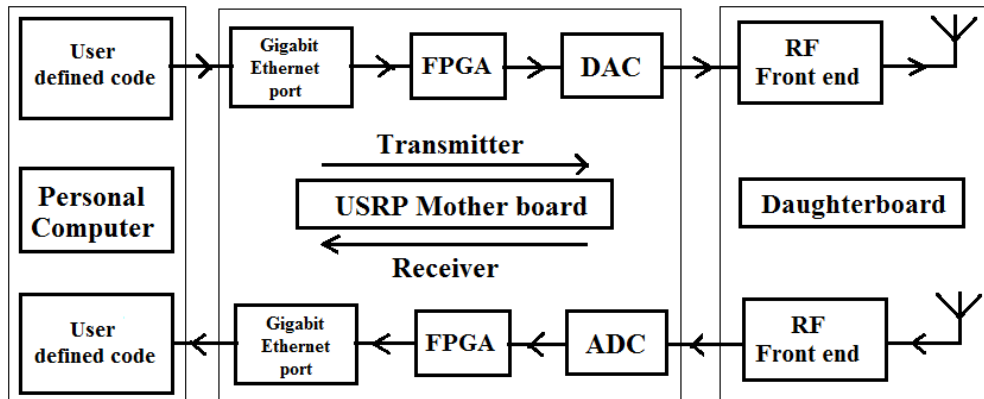 User
defined code
Gigabit
Ethernet
port
FPGA
DAC
RF
Front end
Transmitter
Personal
Computer
USRP Mother board
Daughterboard
Receiver
User
defined code
Gigabit
Ethernet
port
FPGA
ADC
RF
Front end